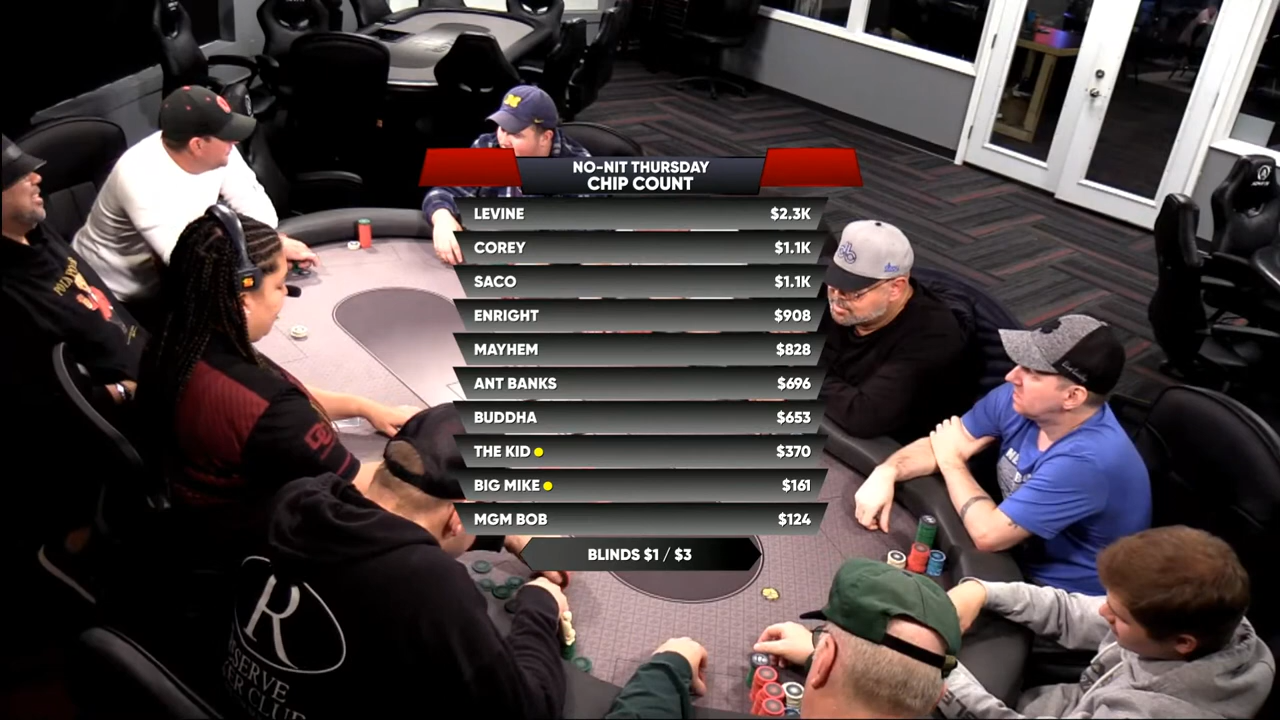 NO-NIT THURSDAY
CHIP COUNT
LEVINE $2.3K
COREY $1.1K
SACO $1.1K
ENRIGHT $908
MAYHEM $828
ANT BANKS $696
BUDDHA $653
THE KID $370
BIG MIKE $161
MGM BOB $124
BLINDS $1 / $3
R